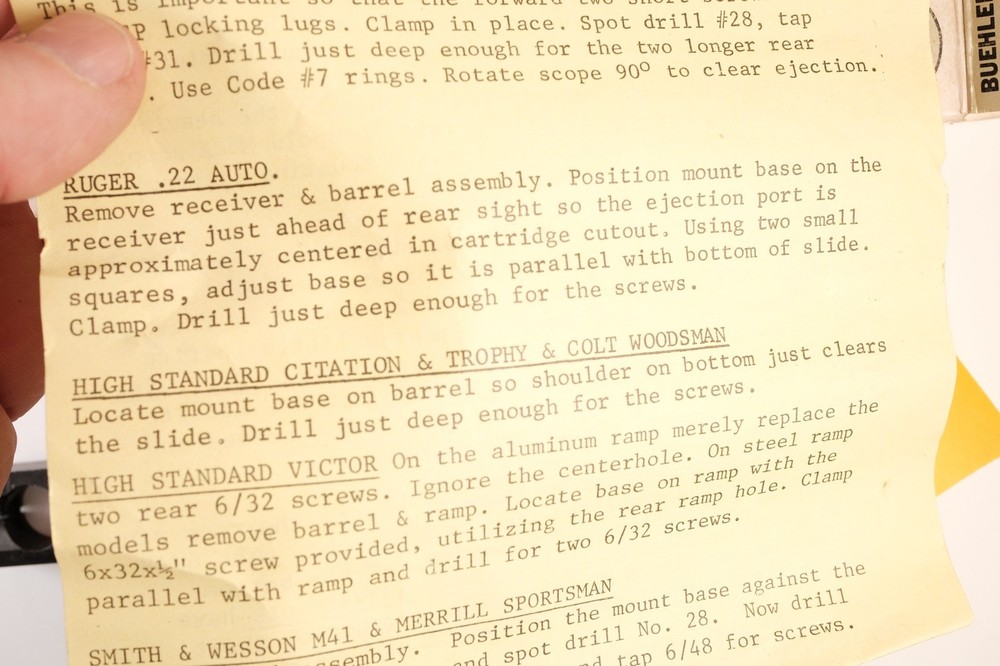 This is important so that the forward two short
locking lugs. Clamp in place. Spot drill #28, tap
#31. Drill just deep enough for the two longer rear
. Use Code #7 rings. Rotate scope 90° to clear ejection.
RUGER .22 AUTO.
Remove receiver & barrel assembly. Position mount base on the
receiver just ahead of rear sight so the ejection port is
approximately centered in cartridge cutout. Using two small
squares, adjust base so it is parallel with bottom of slide.
Clamp. Drill just deep enough for the screws.
HIGH STANDARD CITATION & TROPHY & COLT WOODSMAN
Locate mount base on barrel so shoulder on bottom just clears
the slide. Drill just deep enough for the screws.
HIGH STANDARD VICTOR On the aluminum ramp merely replace the
two rear 6/32 screws. Ignore the centerhole. On steel ramp
models remove barrel & ramp. Locate base on ramp with the
6x32x½" screw provided, utilizing the rear ramp hole. Clamp
parallel with ramp and drill for two 6/32 screws.
SMITH & WESSON M41 & MERRILL SPORTSMAN
Position the mount base against the
and spot drill No. 28. Now drill
tap 6/48 for screws.
BUEHLER